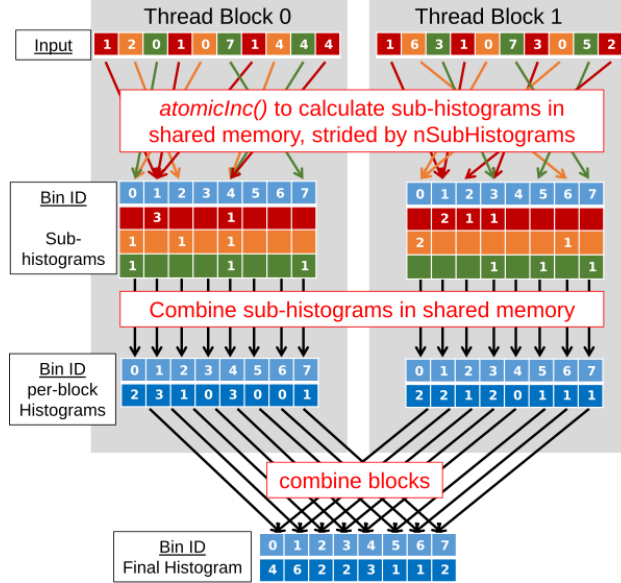 Thread Block 0 Thread Block 1
Input 1 2 0 1 0 7 1 4 4 4 1 6 3 1 0 7 3 0 5 2
atomicInc() to calculate sub-histograms in
shared memory, strided by nSubHistograms
Bin ID 0 1 2 3 4 5 6 7 0 1 2 3 4 5 6 7
3 1 2 1 1
Sub- 1 1 1 2 1
histograms 1 1 1 1 1 1
Combine sub-histograms in shared memory
Bin ID 0 1 2 3 4 5 6 7 0 1 2 3 4 5 6 7
per-block 2 3 1 0 3 0 0 1 2 2 1 2 0 1 1 1
Histograms
combine blocks
Bin ID 0 1 2 3 4 5 6 7
Final Histogram 4 6 2 2 3 1 1 2